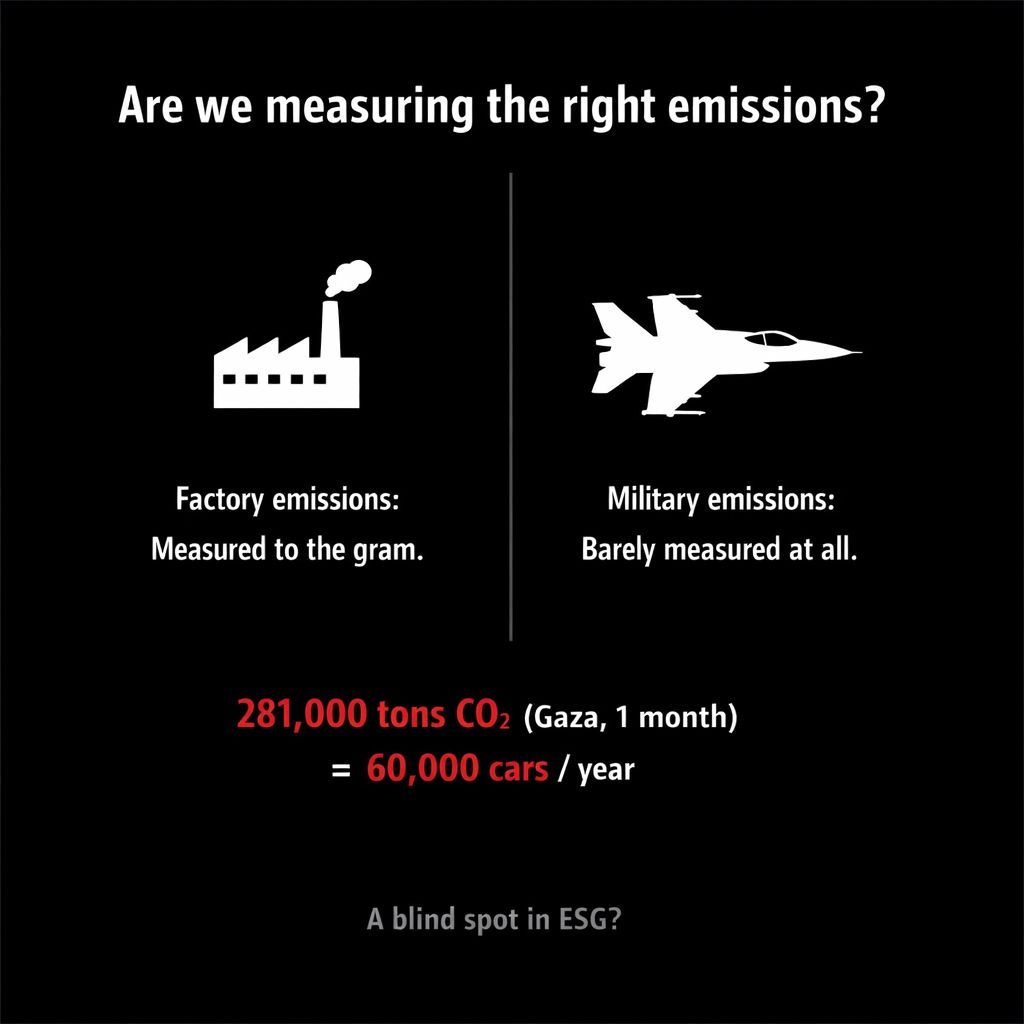 Are we measuring the right emissions?
Factory emissions:
Measured to the gram.
Military emissions:
Barely measured at all.
281,000 tons CO₂ (Gaza, 1 month)
= 60,000 cars / year
A blind spot in ESG?